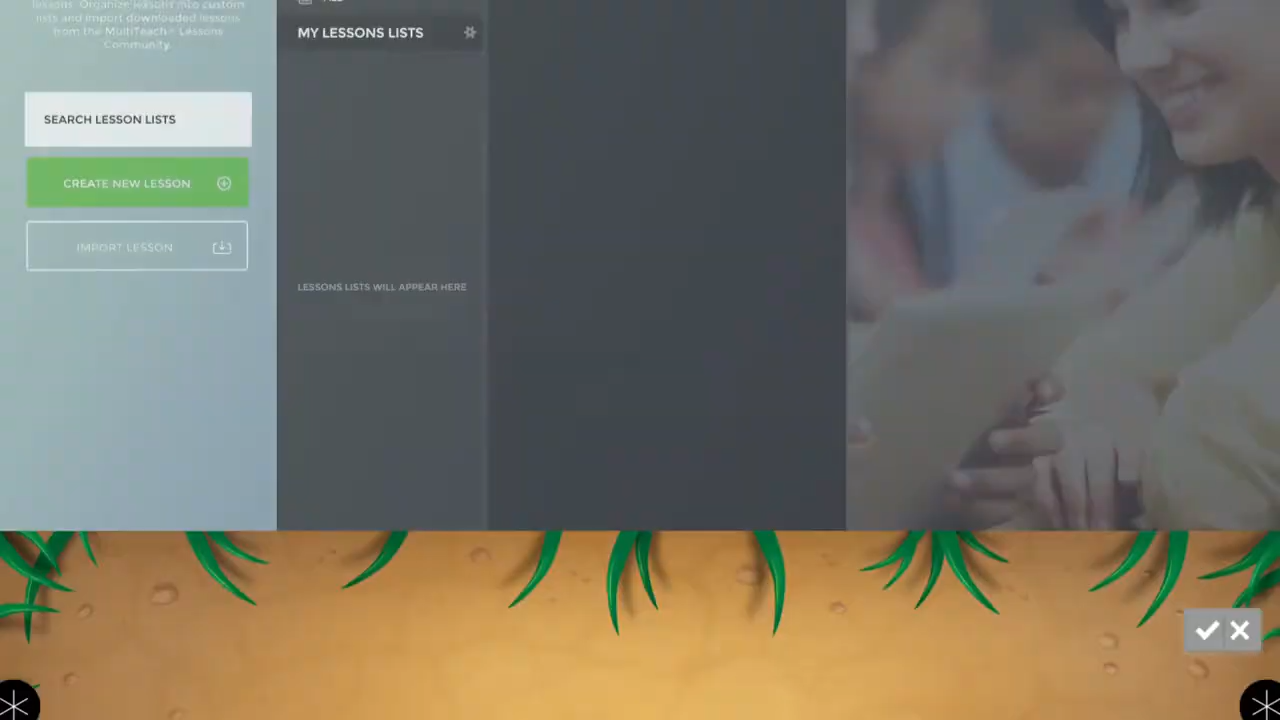 lessons. Organize lessons into custom
lists and import downloaded lessons
from the MultiTeach® Lessons
Community.
SEARCH LESSON LISTS
CREATE NEW LESSON
IMPORT LESSON
MY LESSONS LISTS
LESSONS LISTS WILL APPEAR HERE